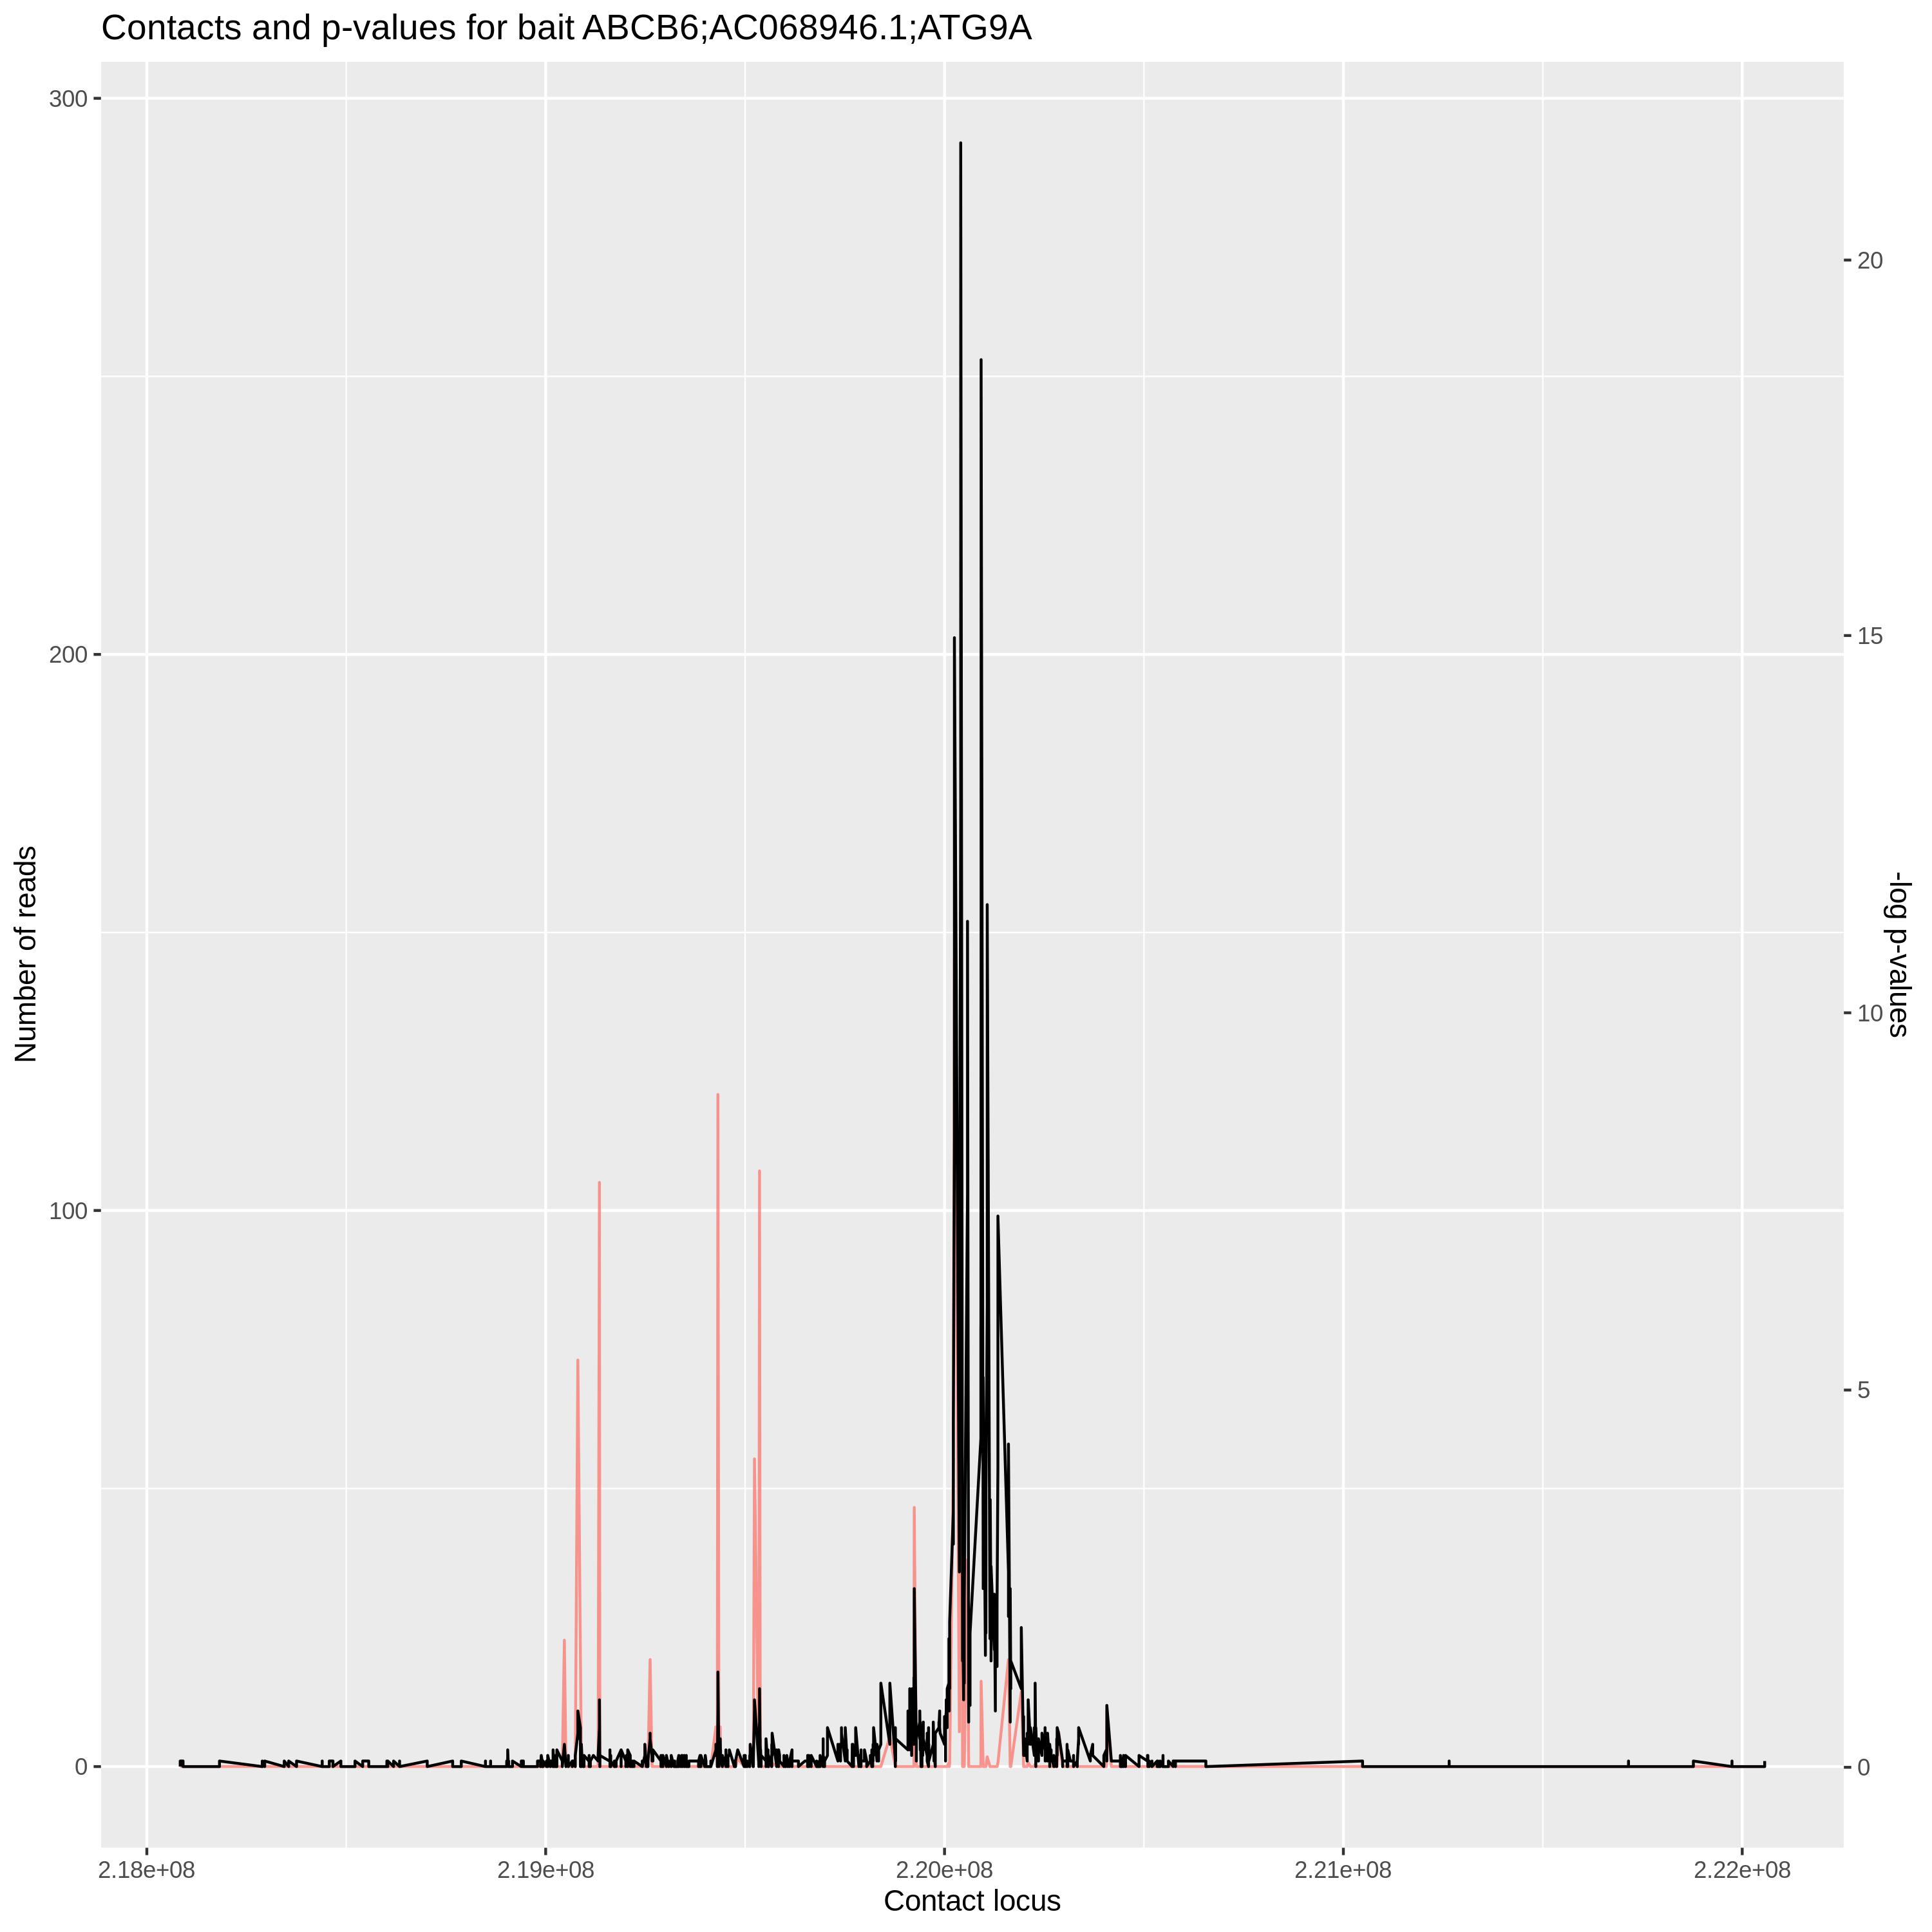 Contacts and p-values for bait ABCB6;AC068946.1;ATG9A
300
200
100
0
Number of reads
20
15
10
5
0
-log p-values
2.18e+08
2.19e+08
2.20e+08
2.21e+08
2.22e+08
Contact locus